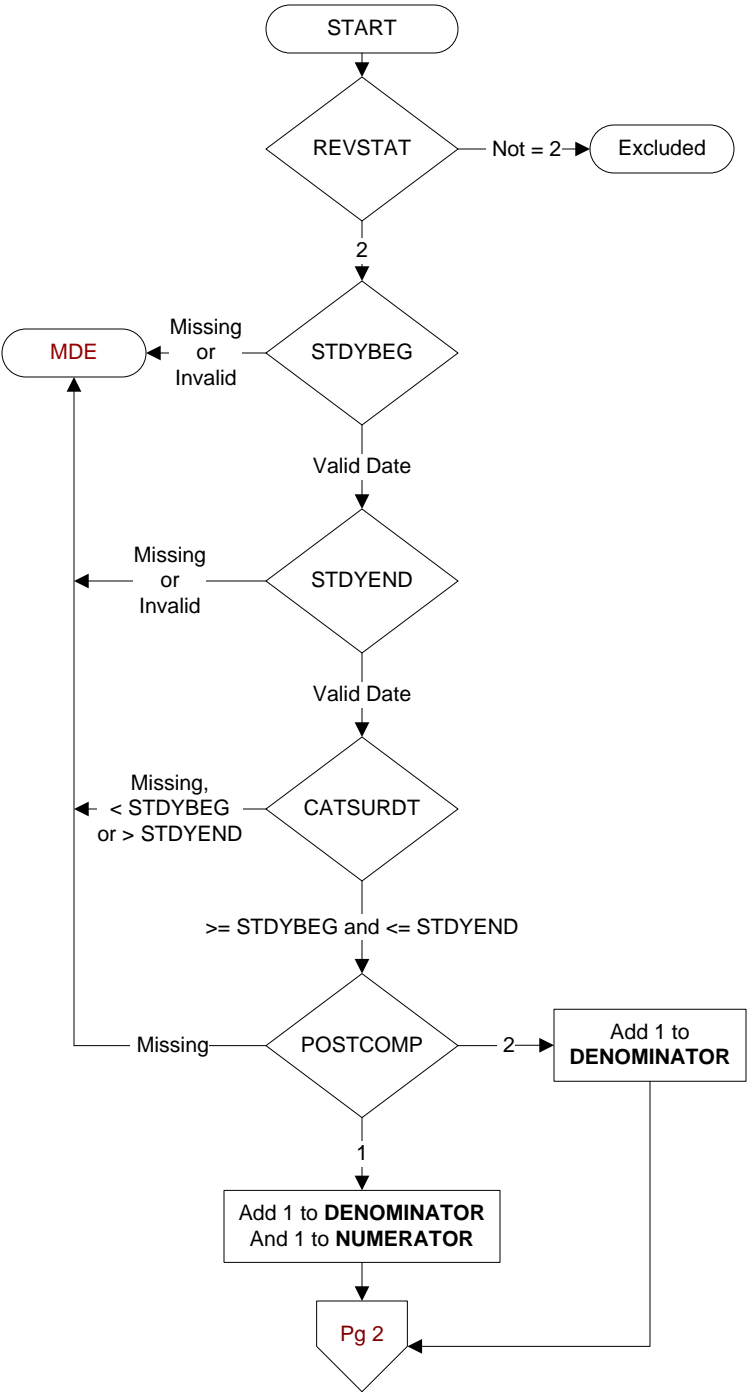 START
REVSTAT
Not = 2
Excluded
2
Missing
or
Invalid
MDE
STDYBEG
Valid Date
Missing
or
Invalid
STDYEND
Valid Date
Missing,
< STDYBEG
or > STDYEND
CATSURDT
>= STDYBEG and <= STDYEND
Missing
POSTCOMP
2
Add 1 to
DENOMINATOR
1
Add 1 to DENOMINATOR
And 1 to NUMERATOR
Pg 2